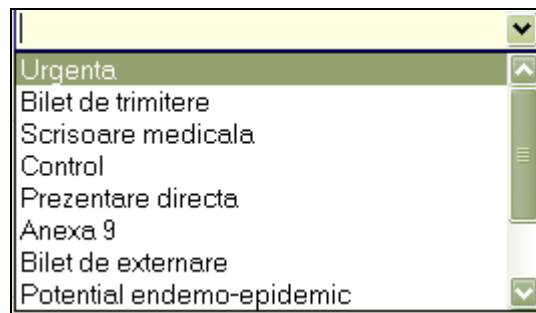 Urgenta
Bilet de trimitere
Scrisoare medicala
Control
Prezentare directa
Anexa 9
Bilet de externare
Potential endemo-epidemic